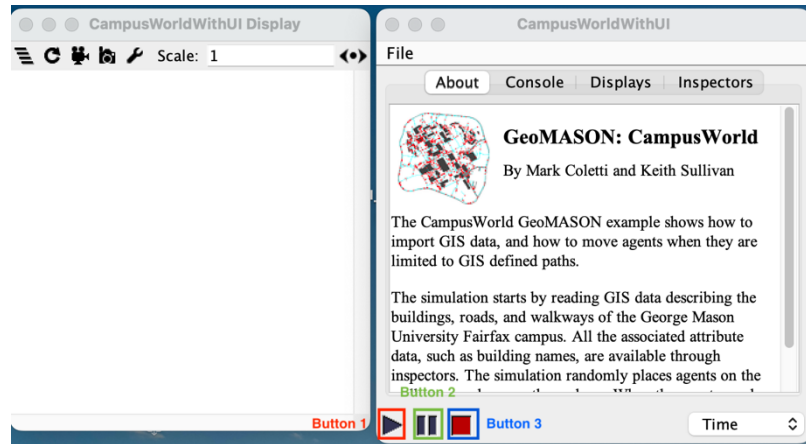 CampusWorldWithUI Display
Scale: 1
CampusWorldWithUI
File
About Console Displays Inspectors
GeoMASON: CampusWorld
By Mark Coletti and Keith Sullivan
The CampusWorld GeoMASON example shows how to
import GIS data, and how to move agents when they are
limited to GIS defined paths.
The simulation starts by reading GIS data describing the
buildings, roads, and walkways of the George Mason
University Fairfax campus. All the associated attribute
data, such as building names, are available through
inspectors. The simulation randomly places agents on the
Button 2
Button 1
Button 3
Time